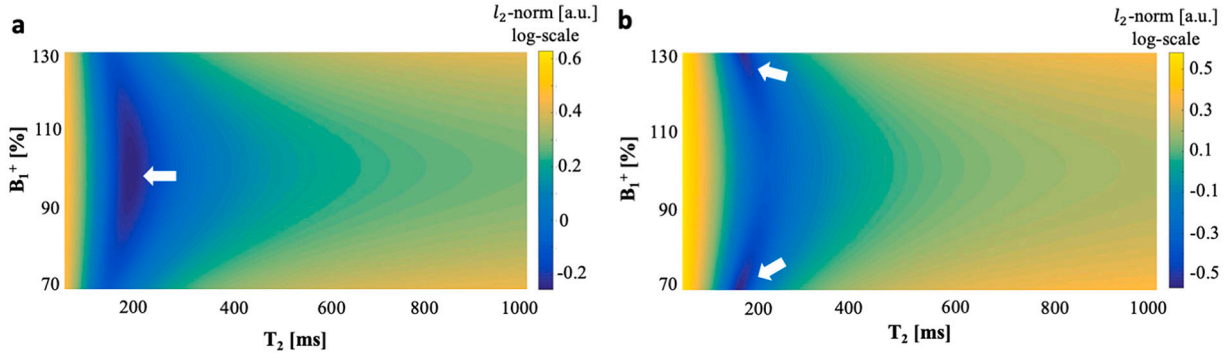 a
l₂-norm [a.u.]
log-scale
B₁⁺ [%]
130
110
90
70
200
400
600
800
1000
T₂ [ms]
0.6
0.4
0.2
0
-0.2
b
l₂-norm [a.u.]
log-scale
B₁⁺ [%]
130
110
90
70
200
400
600
800
1000
T₂ [ms]
0.5
0.3
0.1
-0.1
-0.3
-0.5